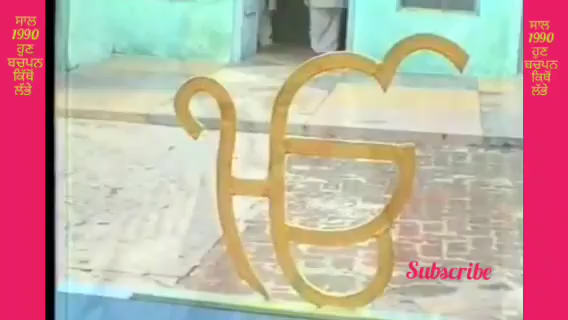 ਸਾਲ
1990
ਹੁਣ
ਬਚਪਨ
ਕਿੱਥੋਂ
ਲੱਭੇ
ੴ
Subscribe
ਸਾਲ
1990
ਹੁਣ
ਬਚਪਨ
ਕਿੱਥੋਂ
ਲੱਭੇ